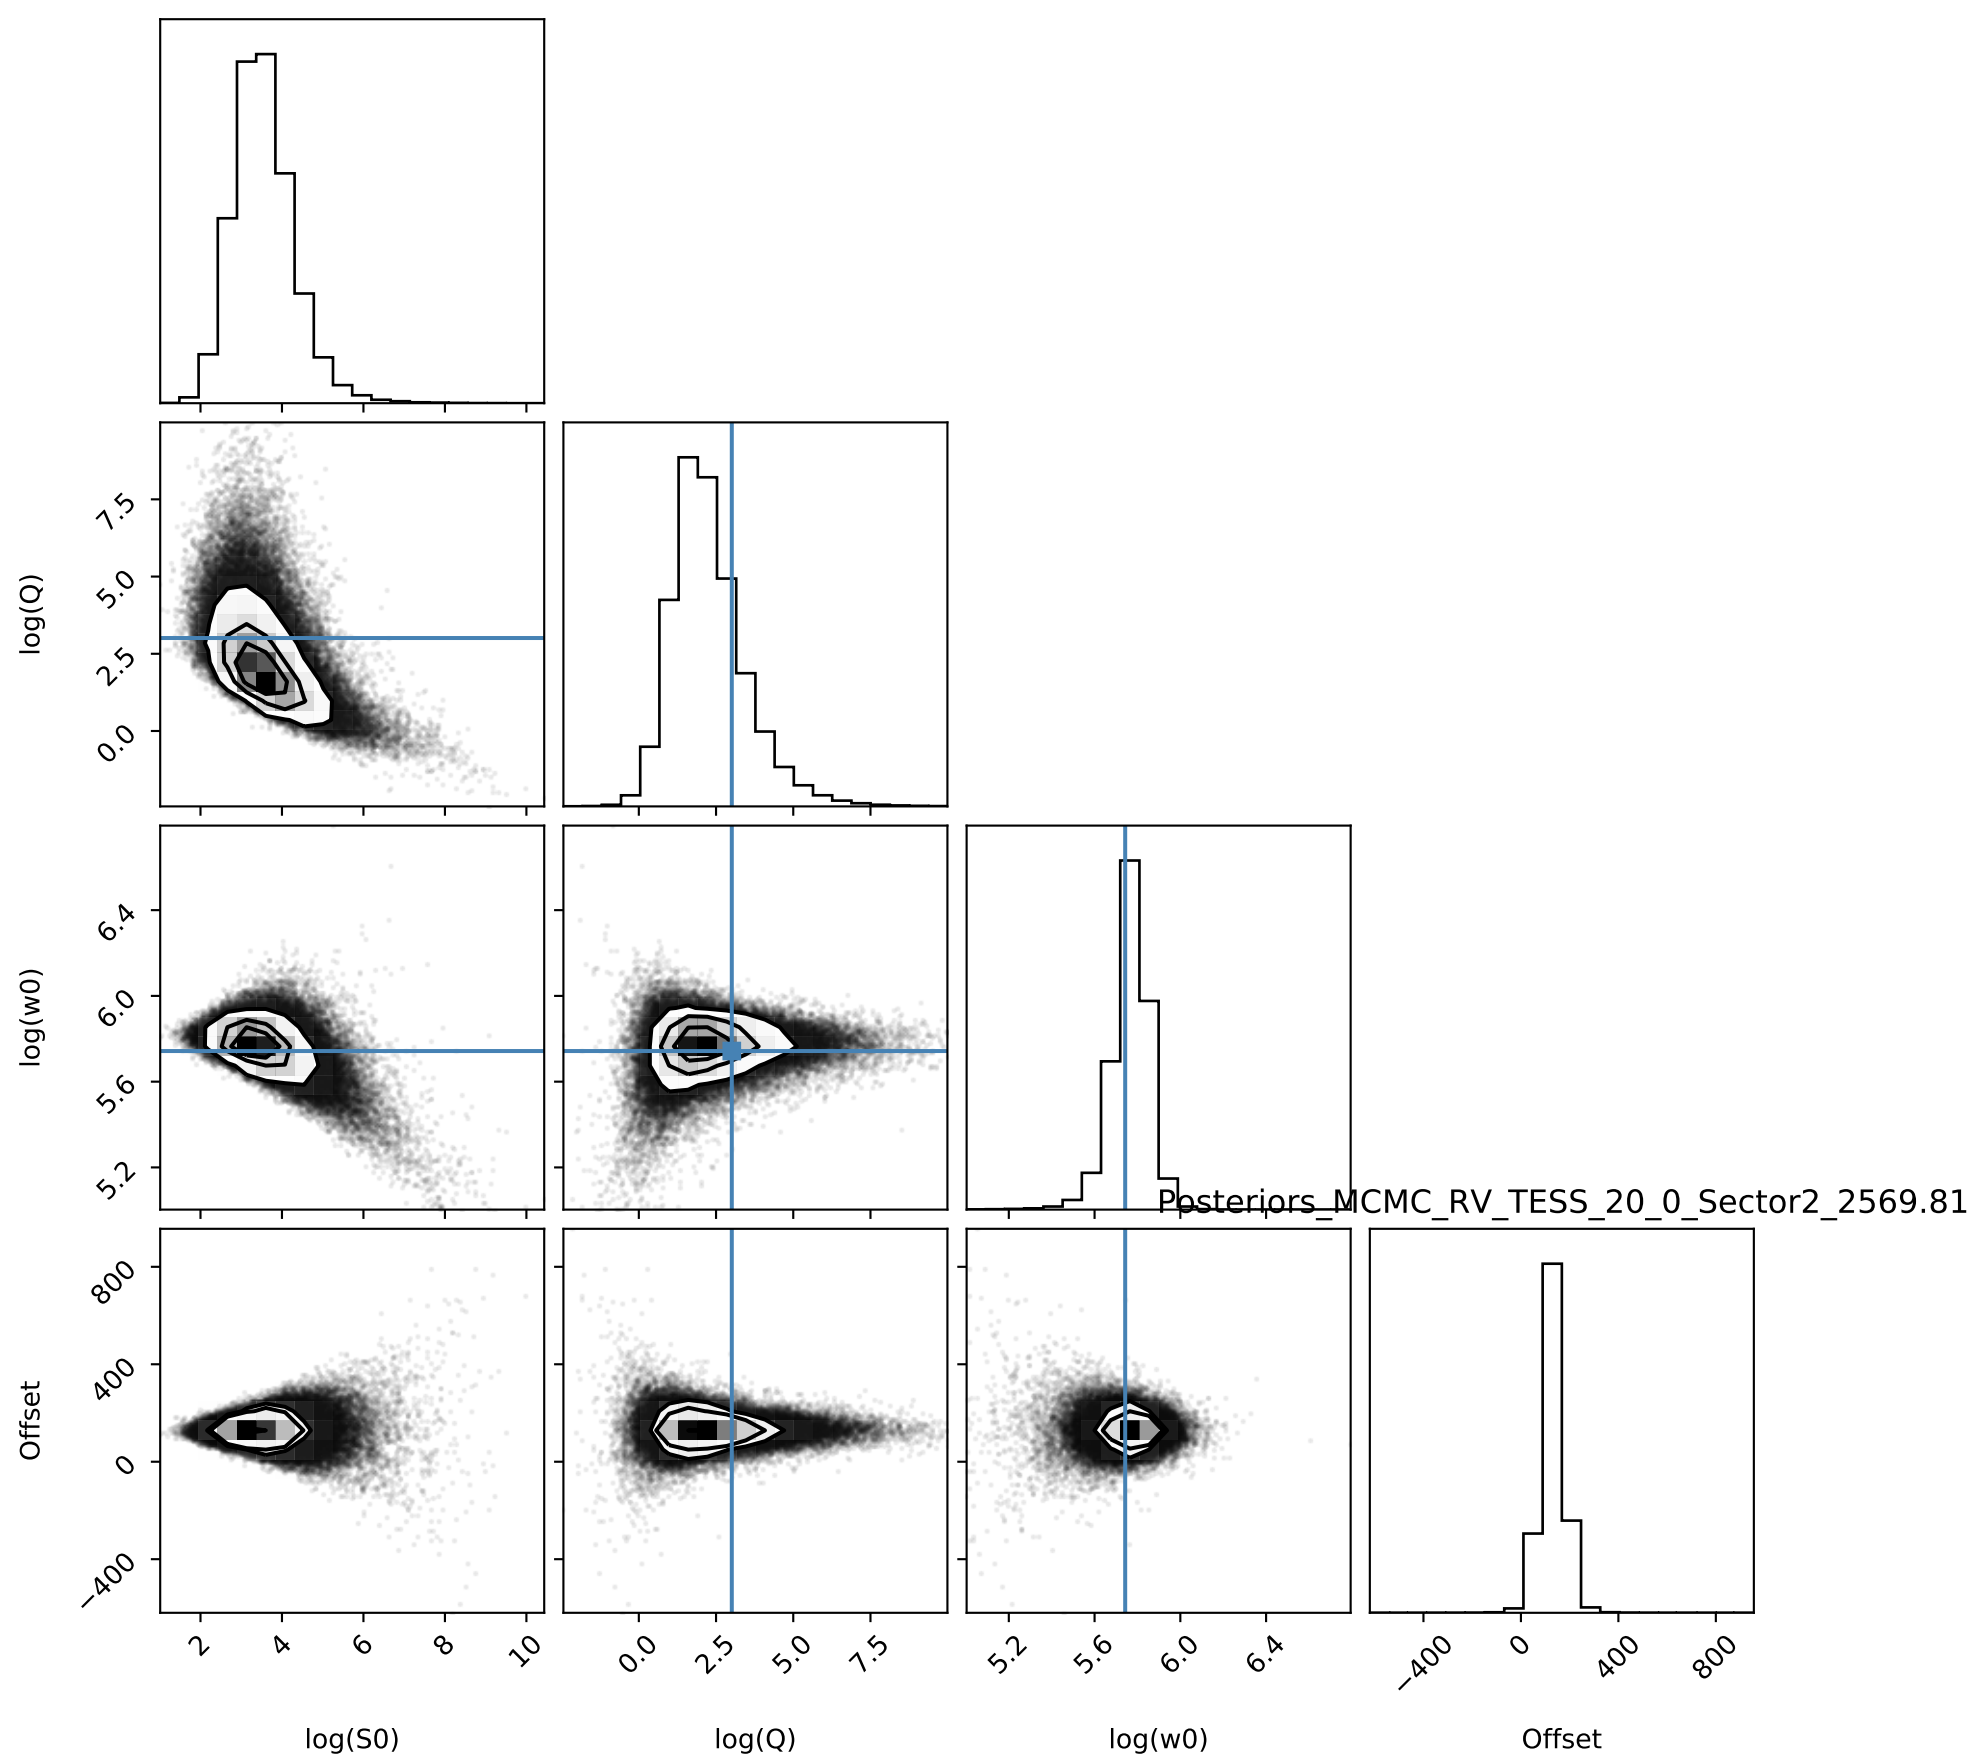 log(Q)
7.5
5.0
2.5
0.0
log(w0)
6.4
6.0
5.6
5.2
Posteriors_MCMC_RV_TESS_20_0_Sector2_2569.81
Offset
800
400
0
−400
2 4 6 8 10
0.0 2.5 5.0 7.5
5.2 5.6 6.0 6.4
−400 0 400 800
log(S0) log(Q) log(w0) Offset